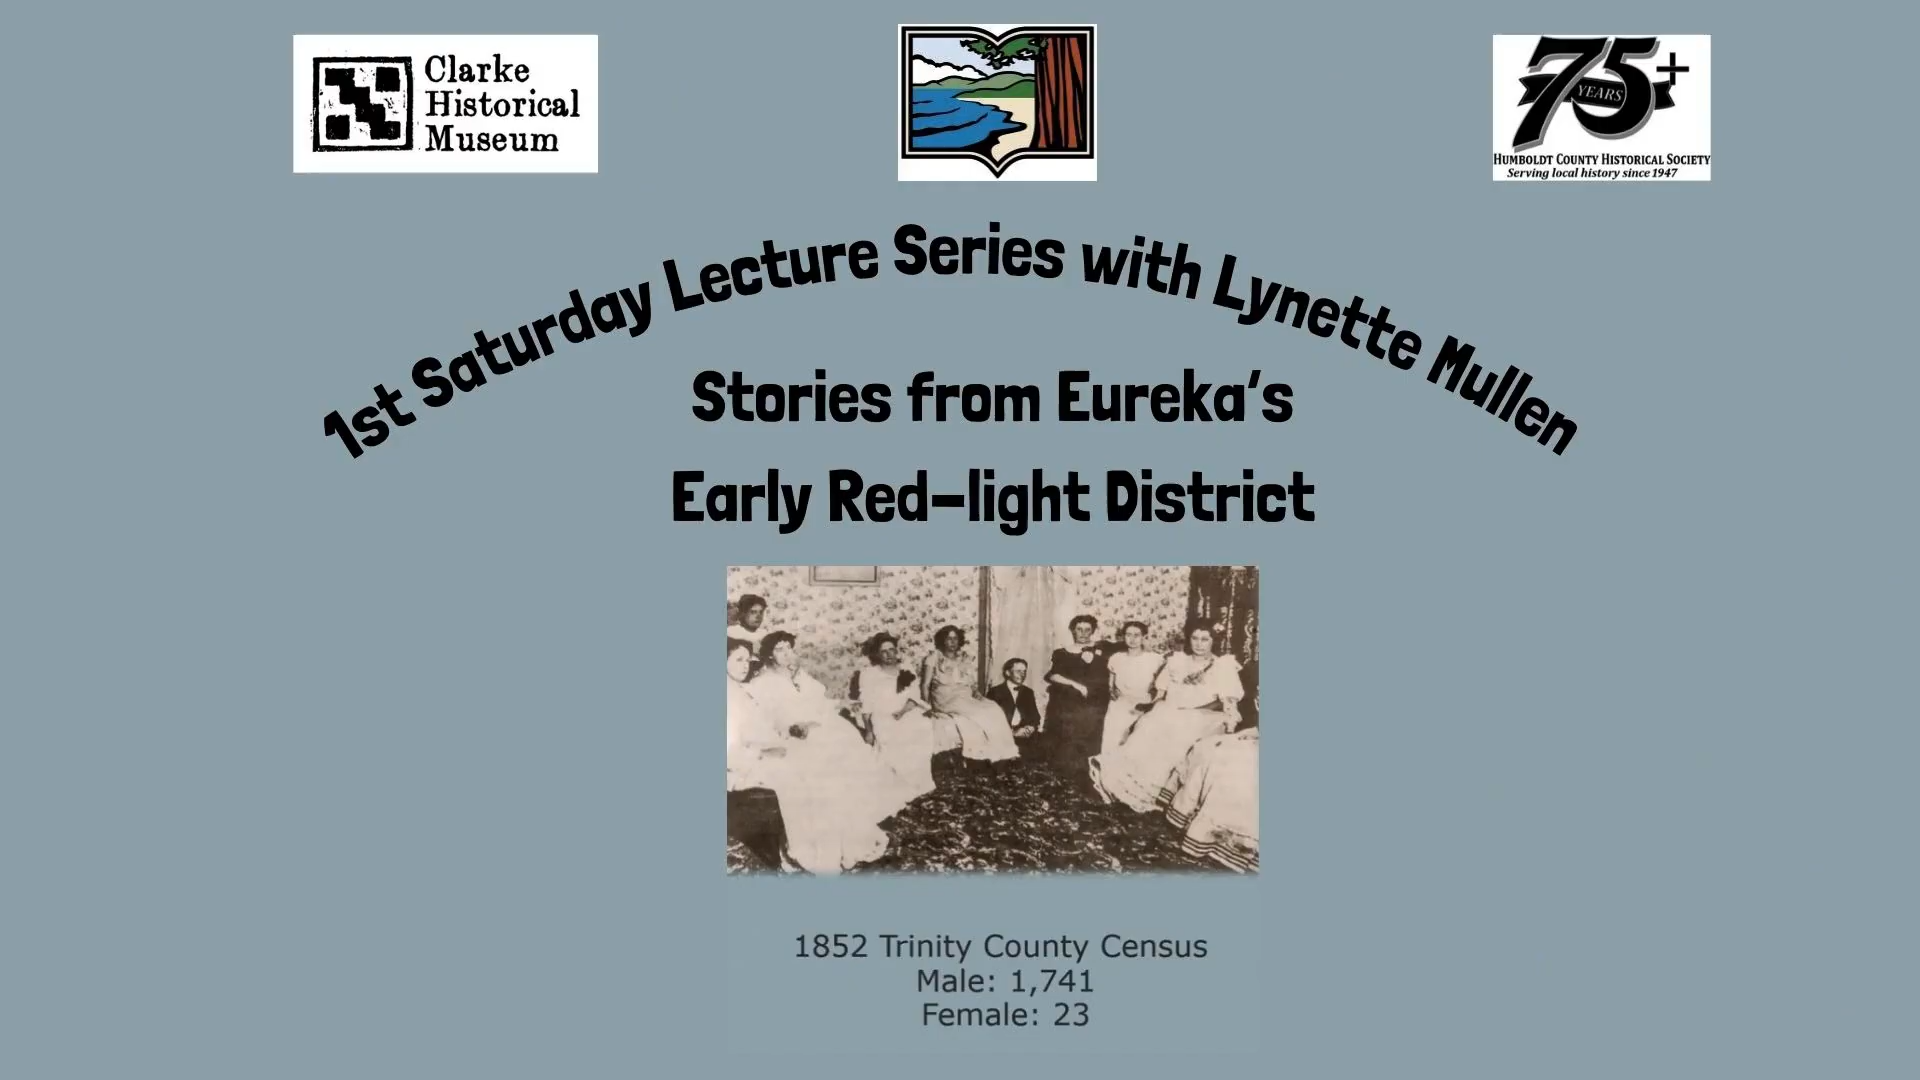 Clarke
Historical
Museum
75+
YEARS
HUMBOLDT COUNTY HISTORICAL SOCIETY
Serving local history since 1947
1st Saturday Lecture Series with Lynette Mullen
Stories from Eureka's
Early Red-light District
1852 Trinity County Census
Male: 1,741
Female: 23